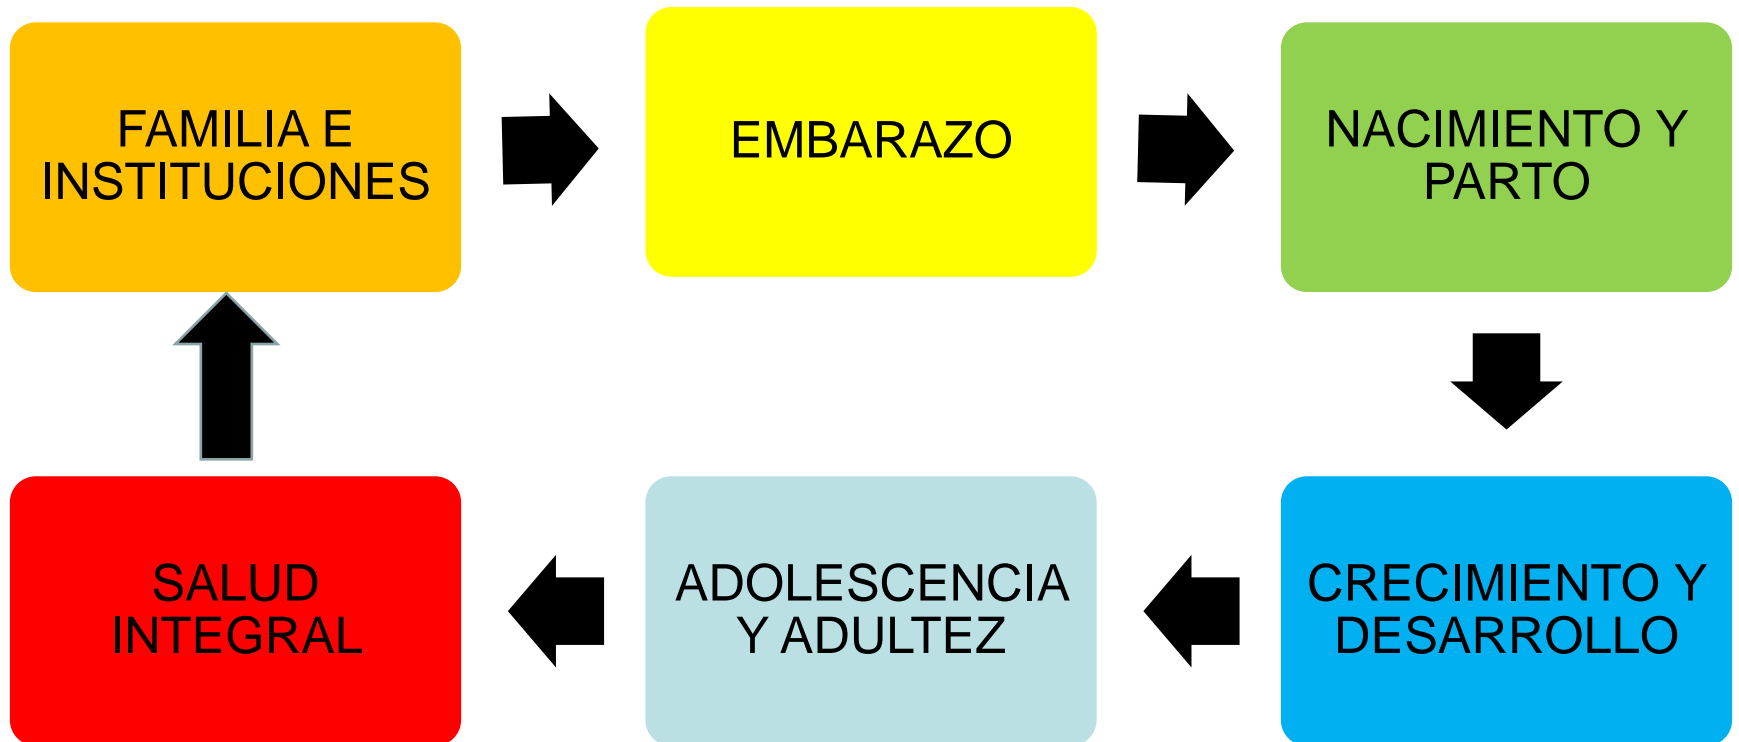 FAMILIA E
INSTITUCIONES
EMBARAZO
NACIMIENTO Y
PARTO
CRECIMIENTO Y
DESARROLLO
ADOLESCENCIA
Y ADULTEZ
SALUD
INTEGRAL